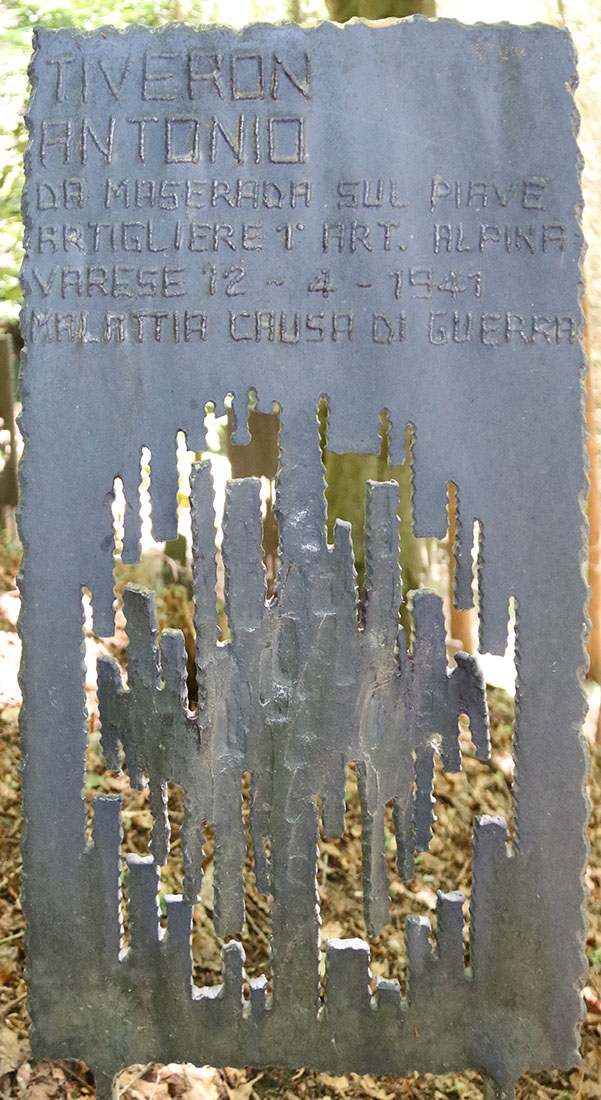 TIVERON
ANTONIO
DA MASERADA SUL PIAVE
ARTIGLIERE 1° ART. ALPINA
VARESE 12 - 4 - 1941
MALATTIA CAUSA DI GUERRA